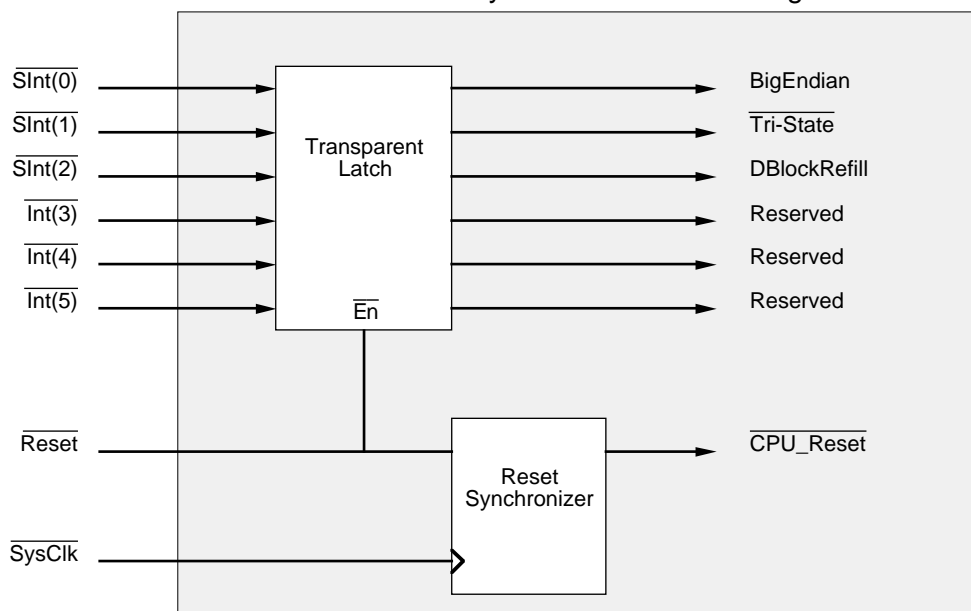 SInt(0)
BigEndian
SInt(1)
Tri-State
SInt(2)
Transparent
Latch
DBlockRefill
Int(3)
Reserved
Int(4)
Reserved
Int(5)
Reserved
En
Reset
CPU_Reset
Reset
Synchronizer
SysClk